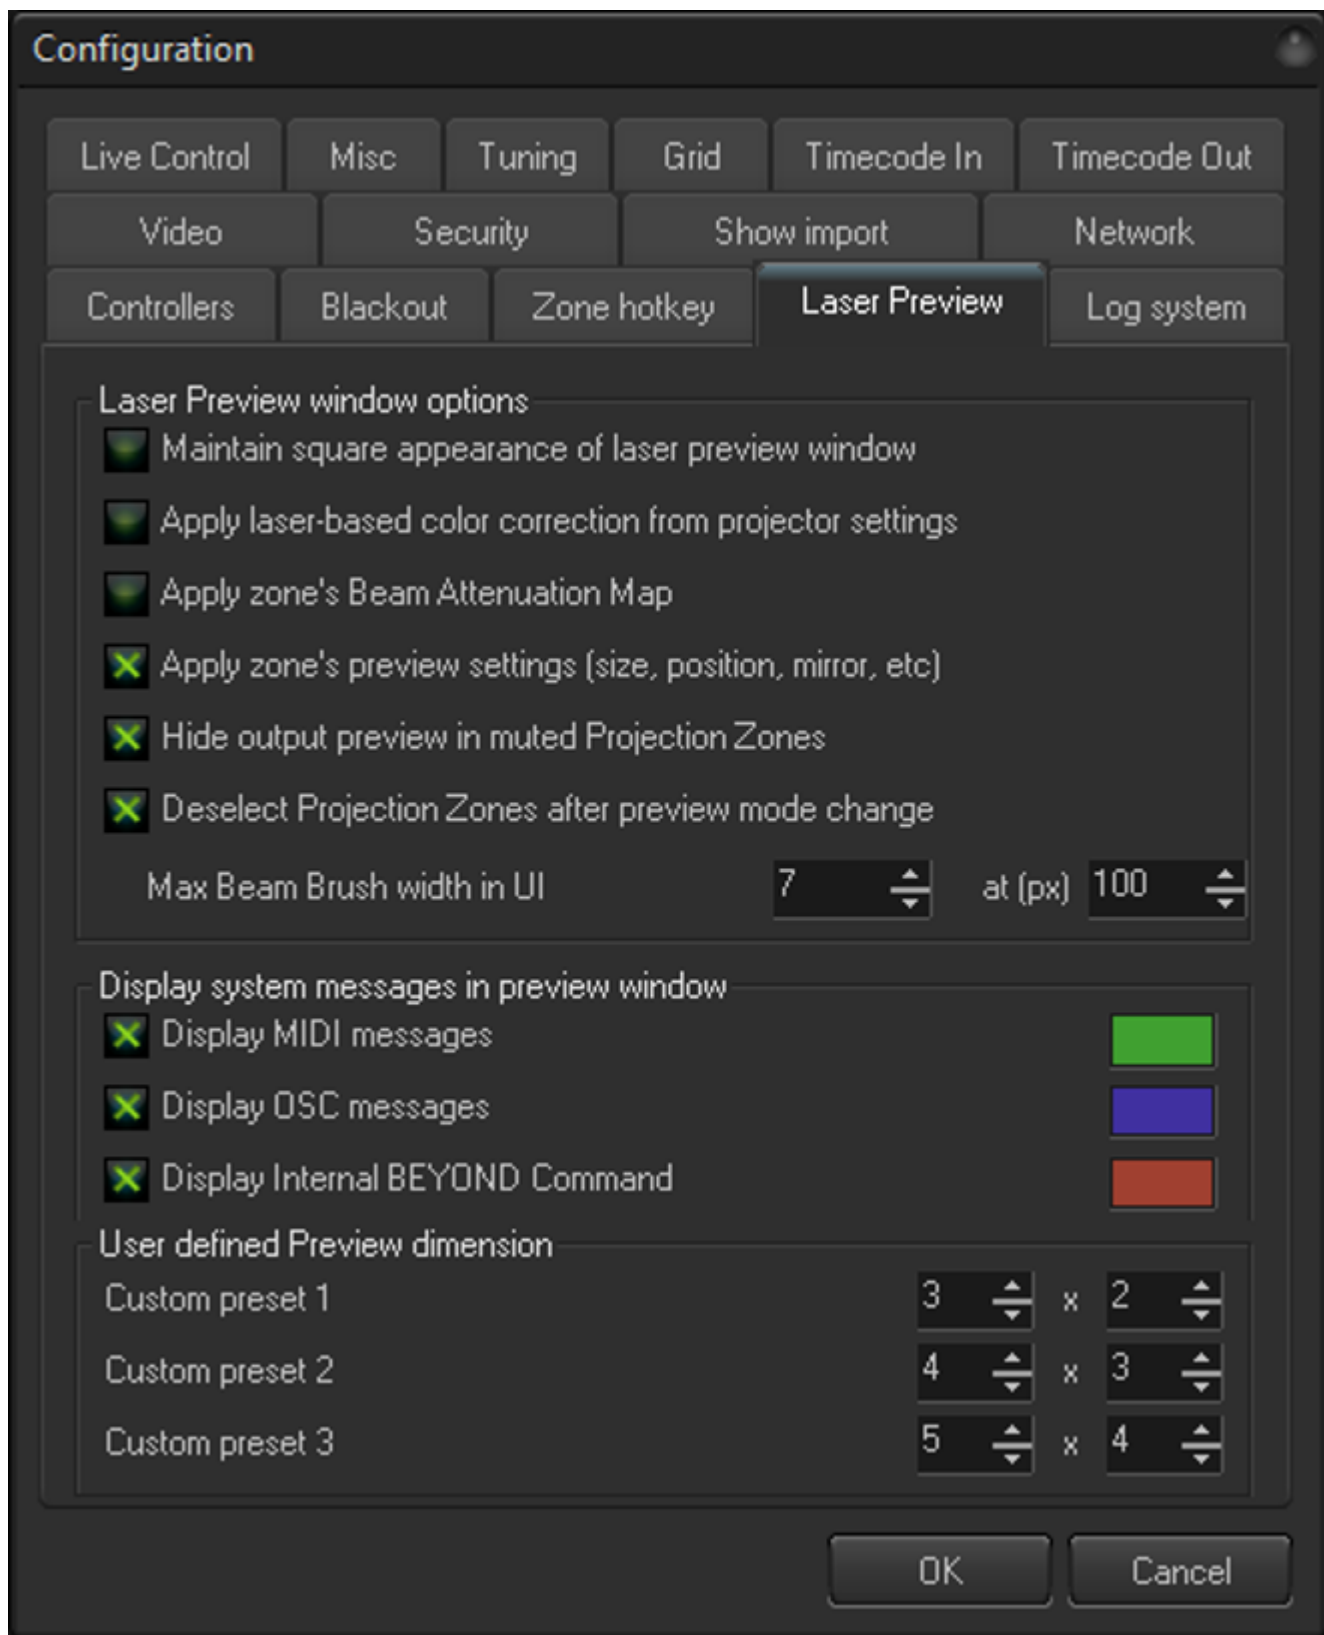 Configuration
Live Control Misc Tuning Grid Timecode In Timecode Out
Video Security Show import Network
Controllers Blackout Zone hotkey Laser Preview Log system
Laser Preview window options
Maintain square appearance of laser preview window
Apply laser-based color correction from projector settings
Apply zone's Beam Attenuation Map
Apply zone's preview settings (size, position, mirror, etc)
Hide output preview in muted Projection Zones
Deselect Projection Zones after preview mode change
Max Beam Brush width in UI 7 at (px) 100
Display system messages in preview window
Display MIDI messages
Display OSC messages
Display Internal BEYOND Command
User defined Preview dimension
Custom preset 1 3 x 2
Custom preset 2 4 x 3
Custom preset 3 5 x 4
OK Cancel